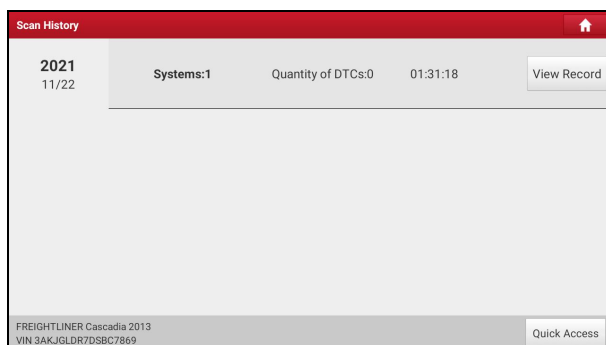 Scan History
2021
11/22
Systems:1
Quantity of DTCs:0
01:31:18
View Record
FREIGHTLINER Cascadia 2013
VIN 3AKJGLDR7DSBC7869
Quick Access